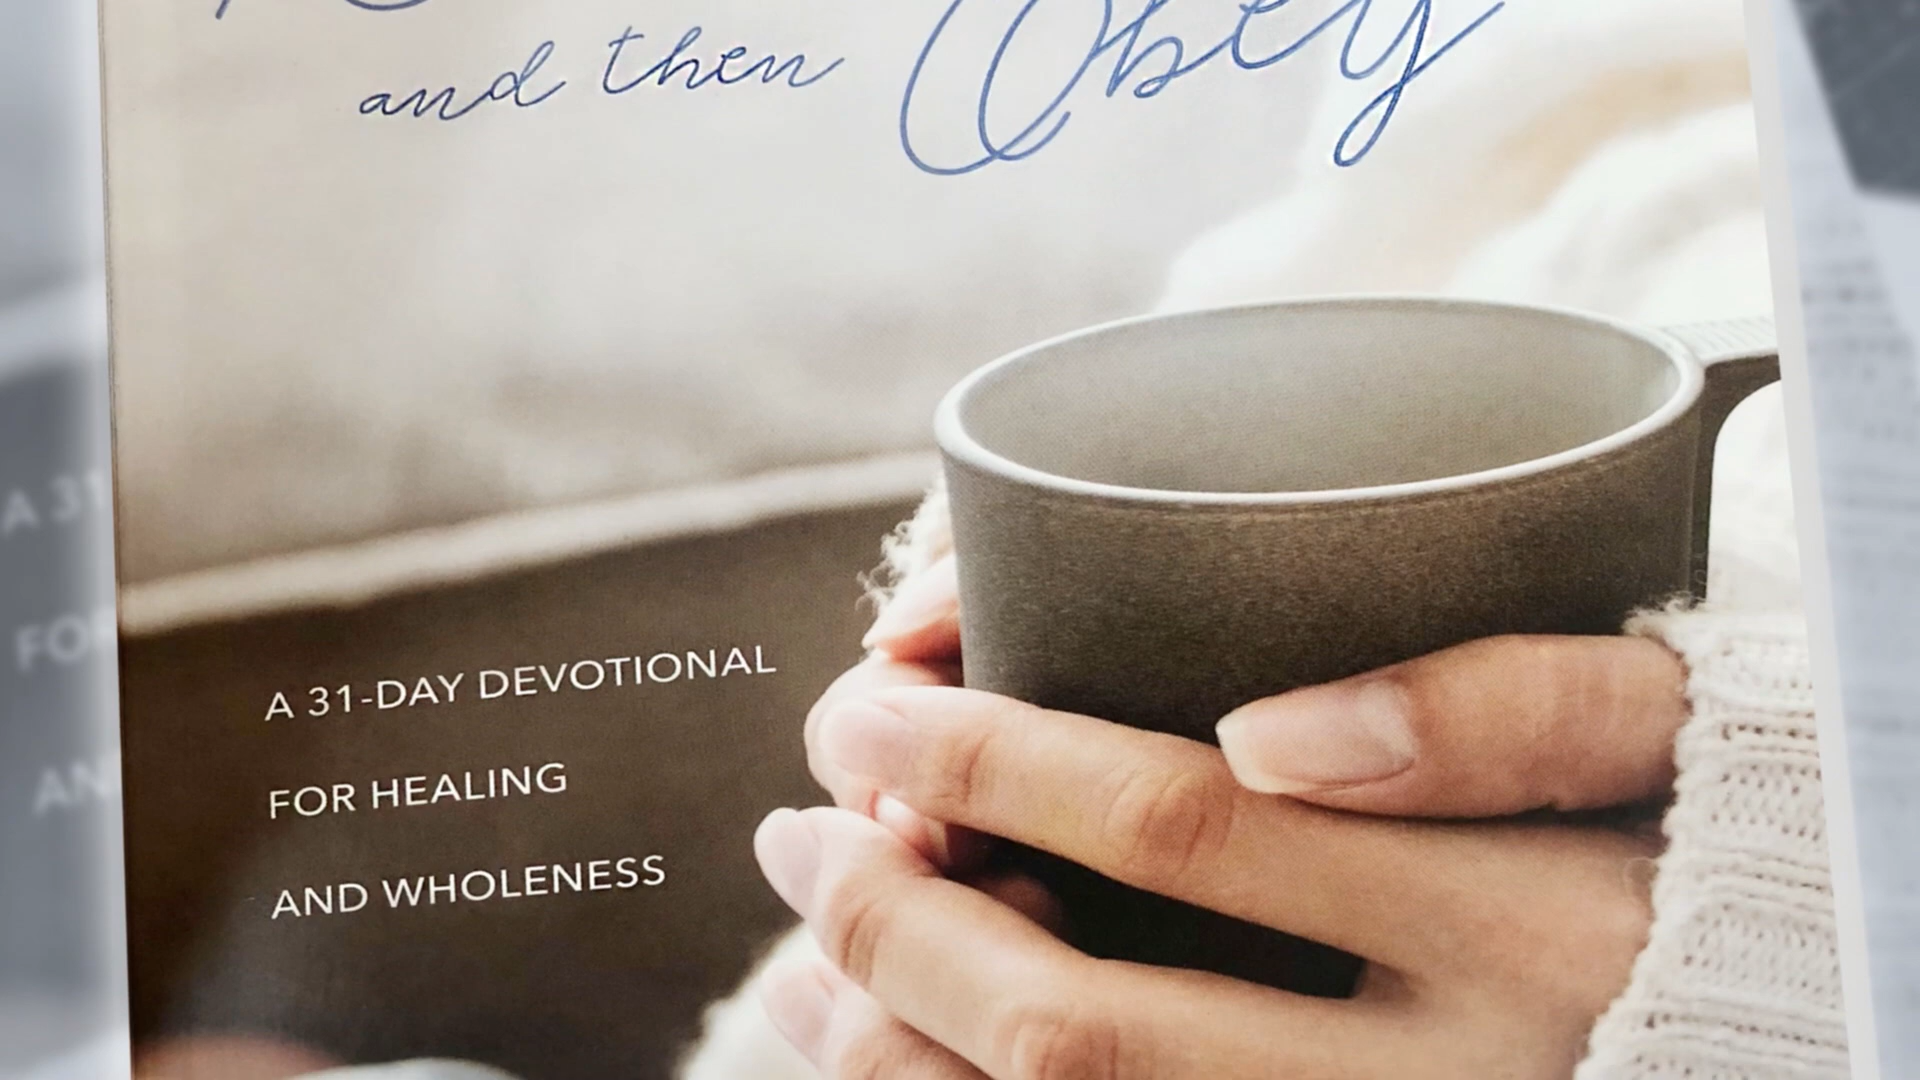 and then Obey
A 31-DAY DEVOTIONAL
FOR HEALING
AND WHOLENESS